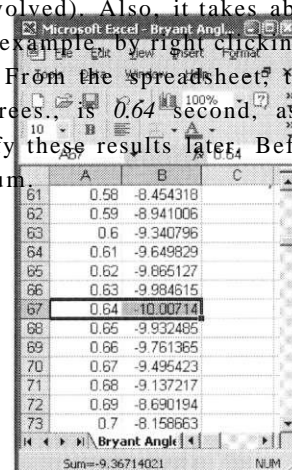 volved). Also, it takes ab
Microsoft Excel - Bryant Angl...
example, by right clickin
File Edit View Insert Format
Tools
From the spreadsheet, t
100%
rees., is 0.64 second, as
10 B A
fy these results later. Bef
A67 fx 0.64
um.
A B C
61 0.58 -8.454318
62 0.59 -8.941006
63 0.6 -9.340796
64 0.61 -9.649829
65 0.62 -9.865127
66 0.63 -9.984615
67 0.64 -10.00714
68 0.65 -9.932485
69 0.66 -9.761365
70 0.67 -9.495423
71 0.68 -9.137217
72 0.69 -8.690194
73 0.7 -8.158663
Bryant Angle
Sum=-9.36714021 NUM